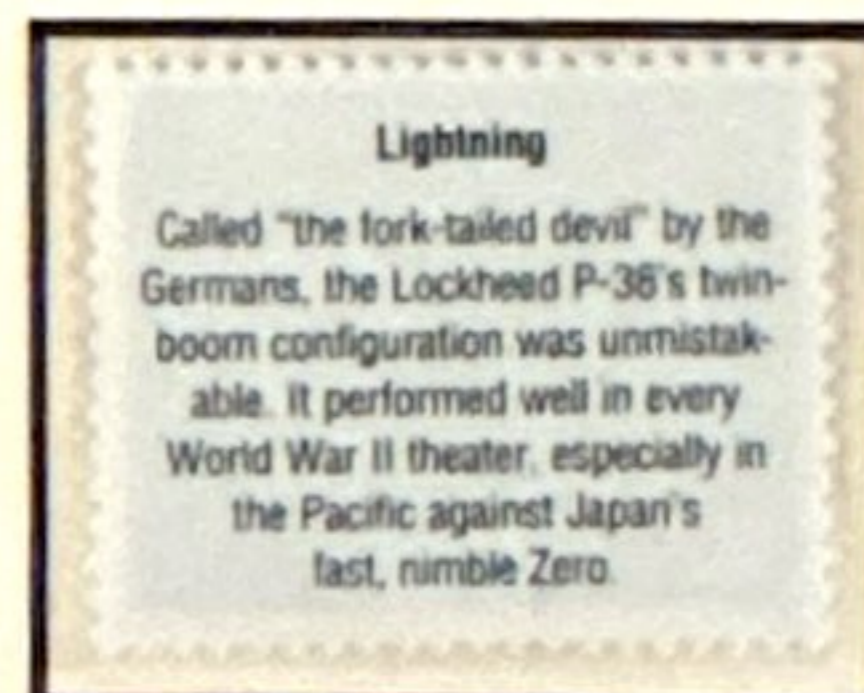 Lightning
Called "the fork-tailed devil" by the
Germans, the Lockheed P-38's twin-
boom configuration was unmistak-
able. It performed well in every
World War II theater, especially in
the Pacific against Japan's
fast, nimble Zero.